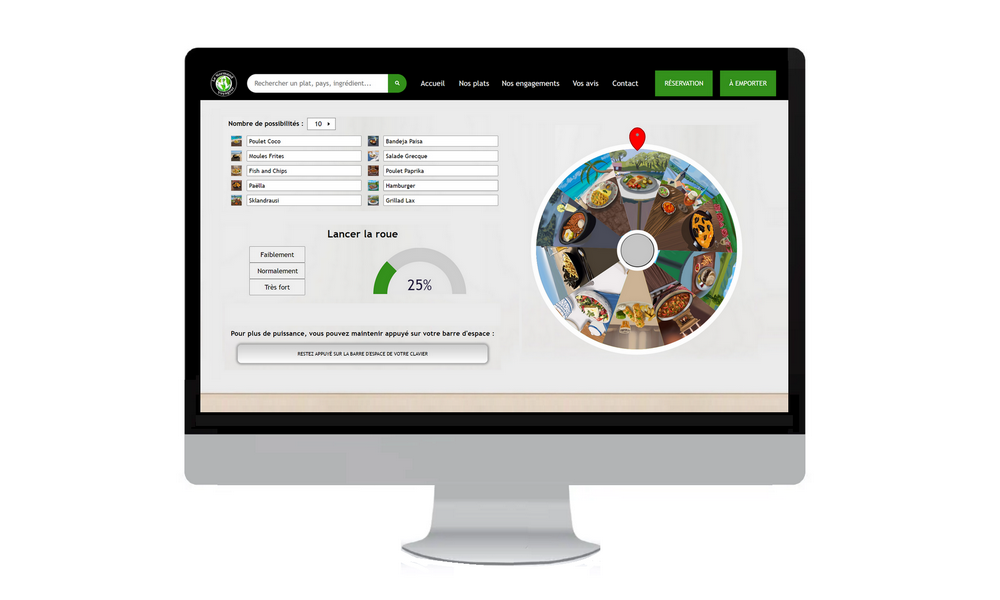 Rechercher un plat, pays, ingrédient...
Accueil
Nos plats
Nos engagements
Vos avis
Contact
RÉSERVATION
À EMPORTER
Nombre de possibilités :
10
Poulet Coco
Bandeja Paisa
Moules Frites
Salade Grecque
Fish and Chips
Poulet Paprika
Paëlla
Hamburger
Sklandrausi
Grillad Lax
Lancer la roue
Faiblement
Normalement
Très fort
25%
Pour plus de puissance, vous pouvez maintenir appuyé sur votre barre d'espace :
RESTEZ APPUYÉ SUR LA BARRE D'ESPACE DE VOTRE CLAVIER